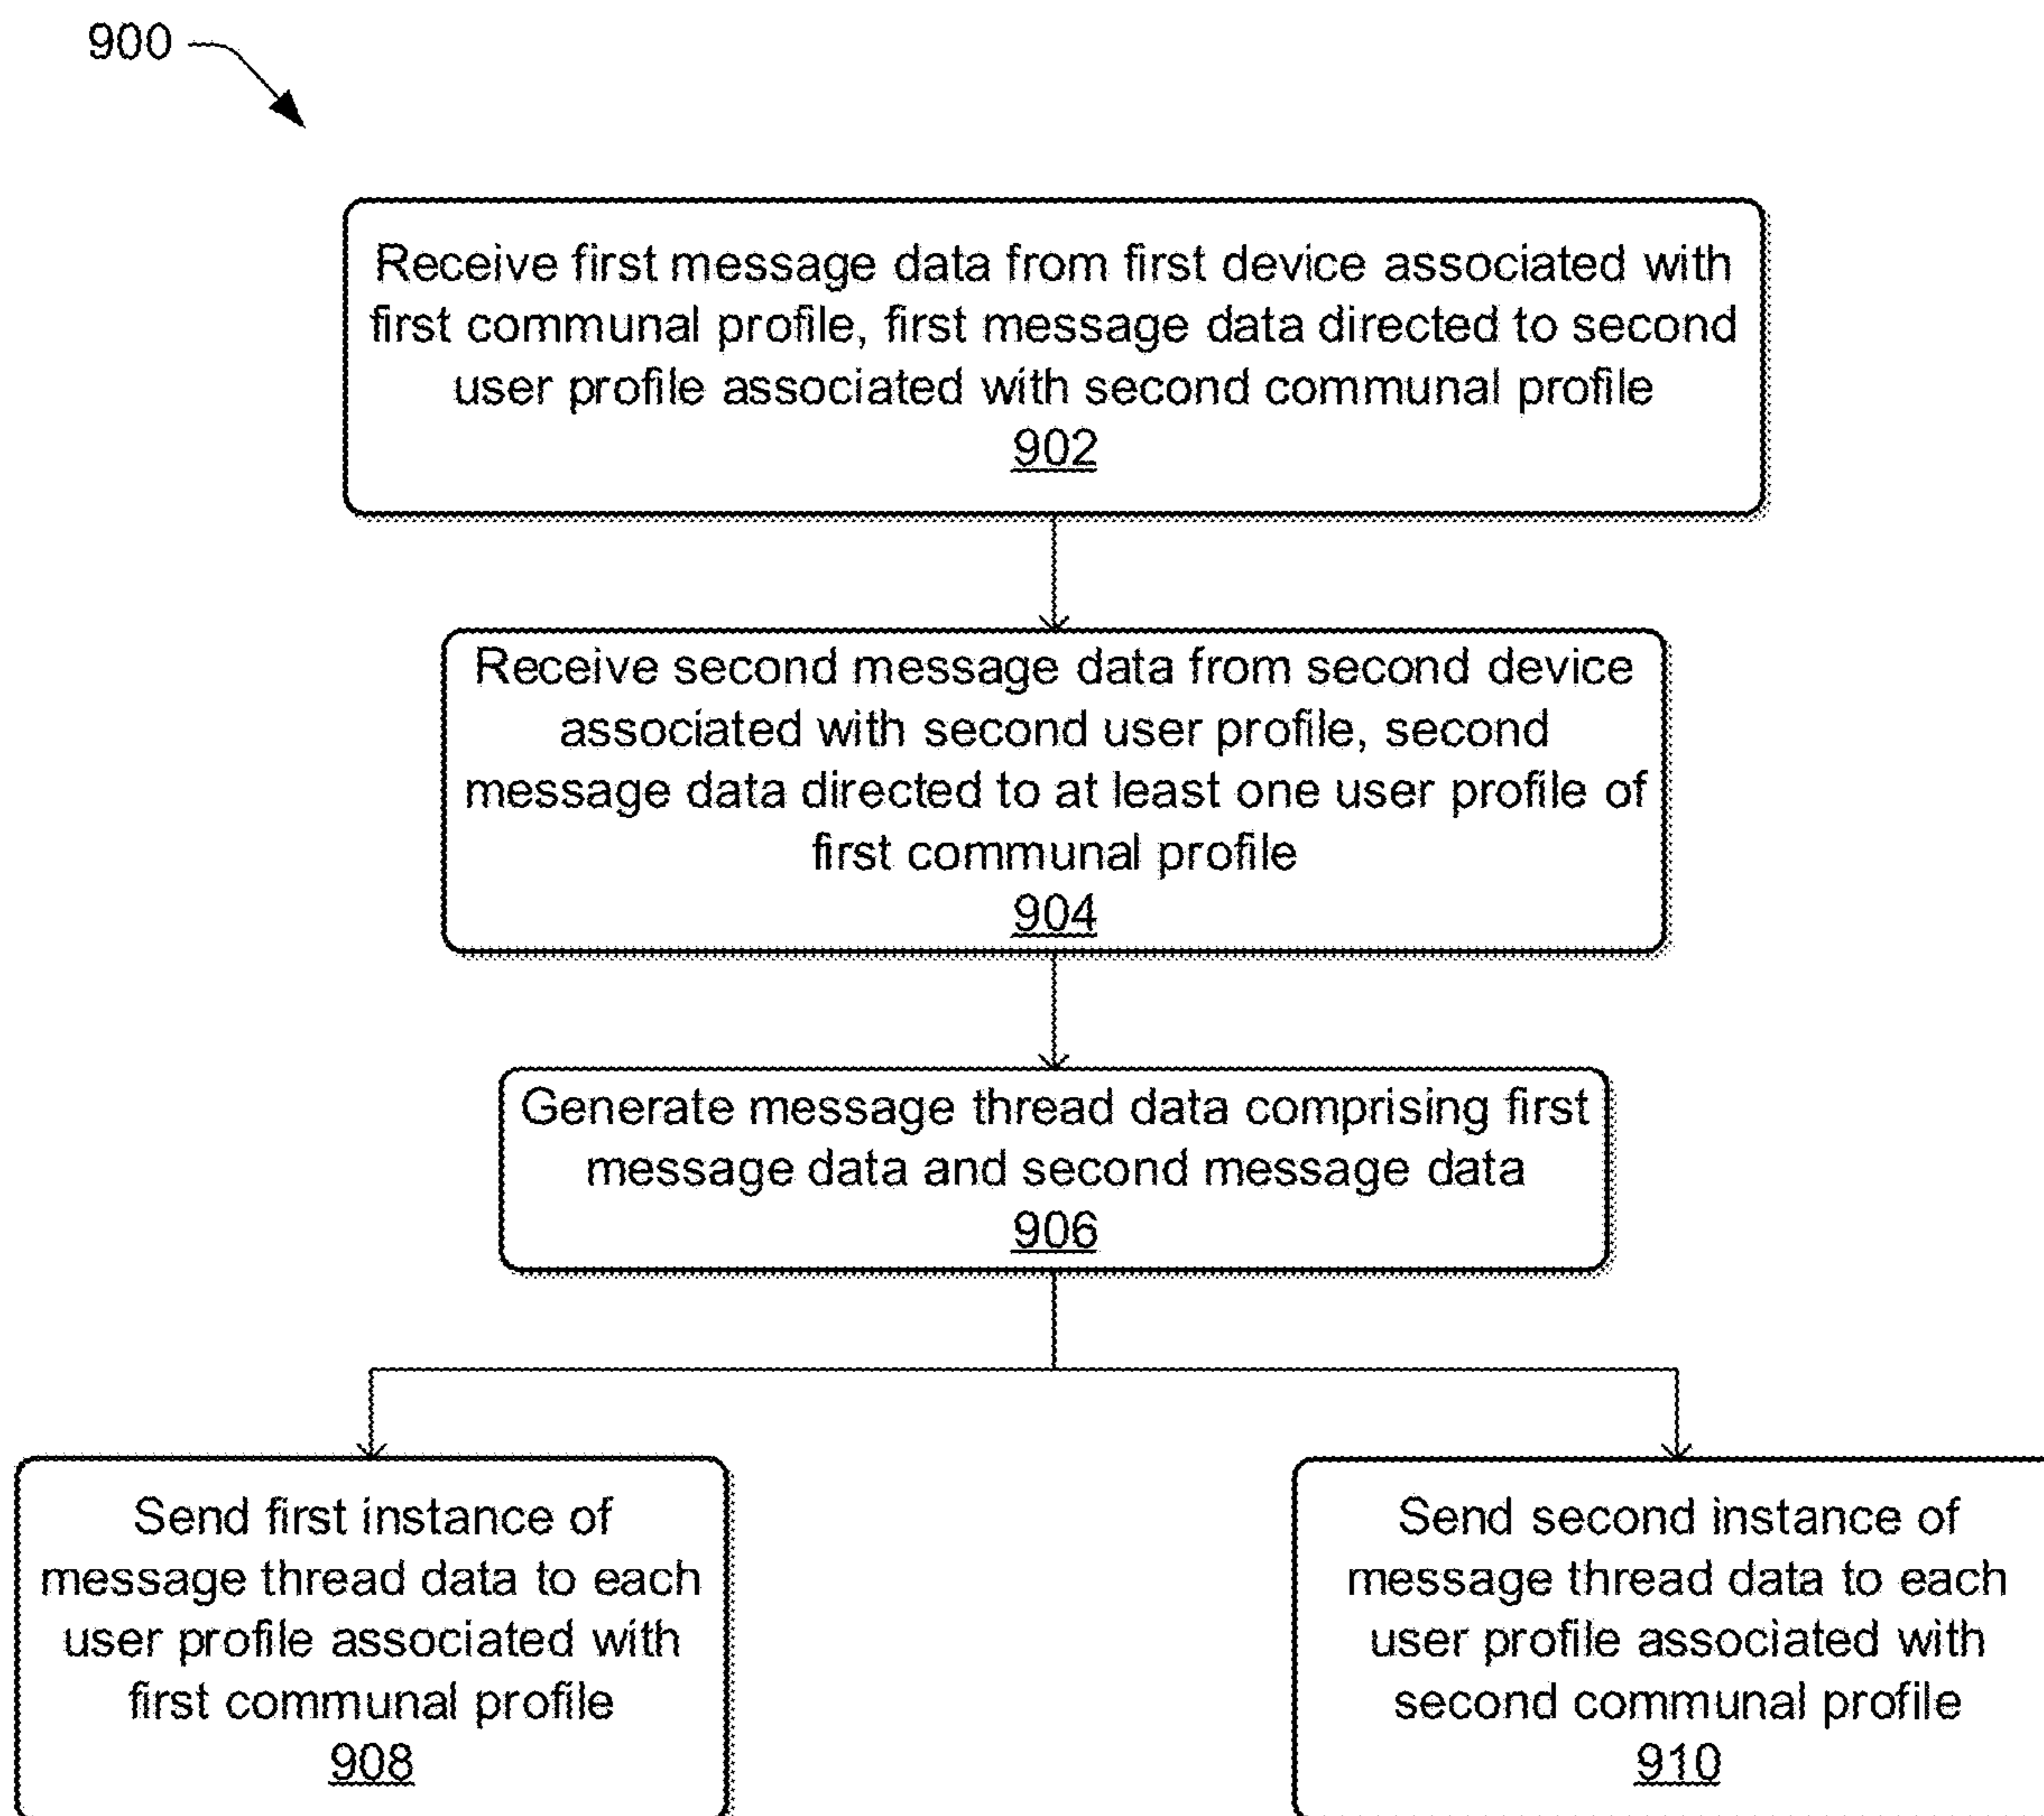 900
Receive first message data from first device associated with
first communal profile, first message data directed to second
user profile associated with second communal profile
902
Receive second message data from second device
associated with second user profile, second
message data directed to at least one user profile of
first communal profile
904
Generate message thread data comprising first
message data and second message data
906
Send first instance of
message thread data to each
user profile associated with
first communal profile
908
Send second instance of
message thread data to each
user profile associated with
second communal profile
910